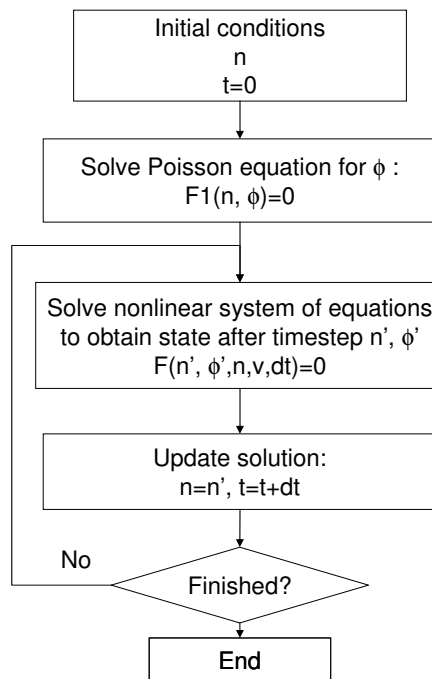 Initial conditions
n
t=0
Solve Poisson equation for ϕ :
F1(n, ϕ)=0
Solve nonlinear system of equations
to obtain state after timestep n’, ϕ’
F(n’, ϕ’,n,v,dt)=0
Update solution:
n=n’, t=t+dt
No
Finished?
End